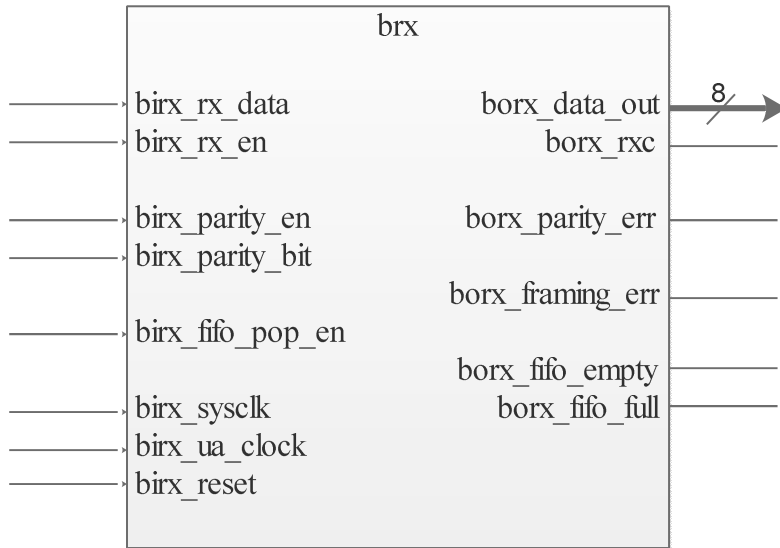 brx
birx_rx_data
borx_data_out
8
birx_rx_en
borx_rxc
birx_parity_en
borx_parity_err
birx_parity_bit
borx_framing_err
birx_fifo_pop_en
borx_fifo_empty
birx_sysclk
borx_fifo_full
birx_ua_clock
birx_reset